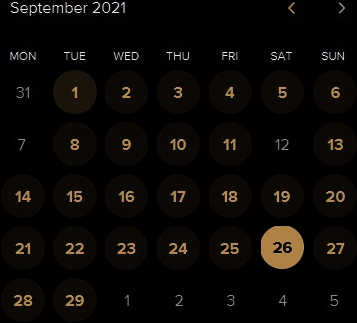 September 2021
MON TUE WED THU FRI SAT SUN
31 1 2 3 4 5 6
7 8 9 10 11 12 13
14 15 16 17 18 19 20
21 22 23 24 25 26 27
28 29 1 2 3 4 5